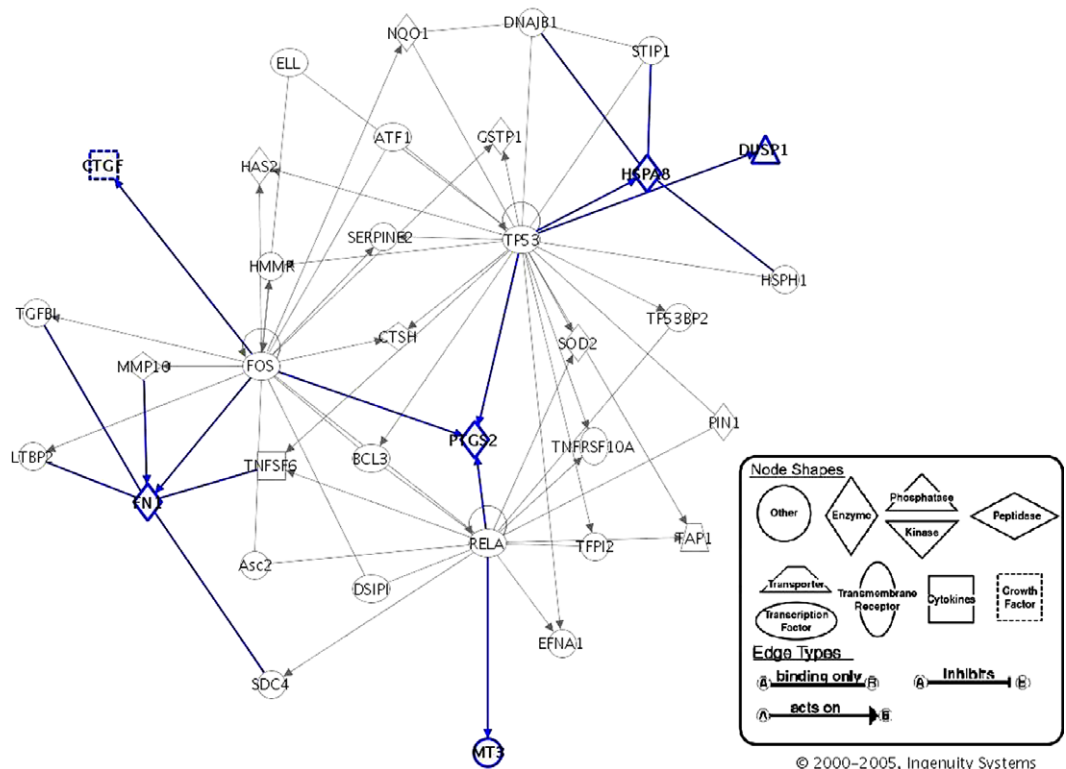 DNAJB1
NQO1
STIP1
ELL
ATF1
GSTP1
DUSP1
CTGF
HAS2
HSPA8
SERPINE2
TP53
HMMR
HSPH1
TGFBI
TP53BP2
CTSH
SOD2
MMP10
FOS
PIN1
PTGS2
TNFRSF10A
LTBP2
TNFSF6
BCL3
FN1
RELA
TFPI2
TAP1
Asc2
DSIPI
EFNA1
SDC4
MT3
Node Shapes
Other
Enzyme
Phosphatase
Kinase
Peptidase
Transporter
Transmembrane
Receptor
Cytokines
Growth
Factor
Transcription
Factor
Edge Types
A binding only B
A inhibits B
A acts on B
© 2000-2005, Ingenuity Systems